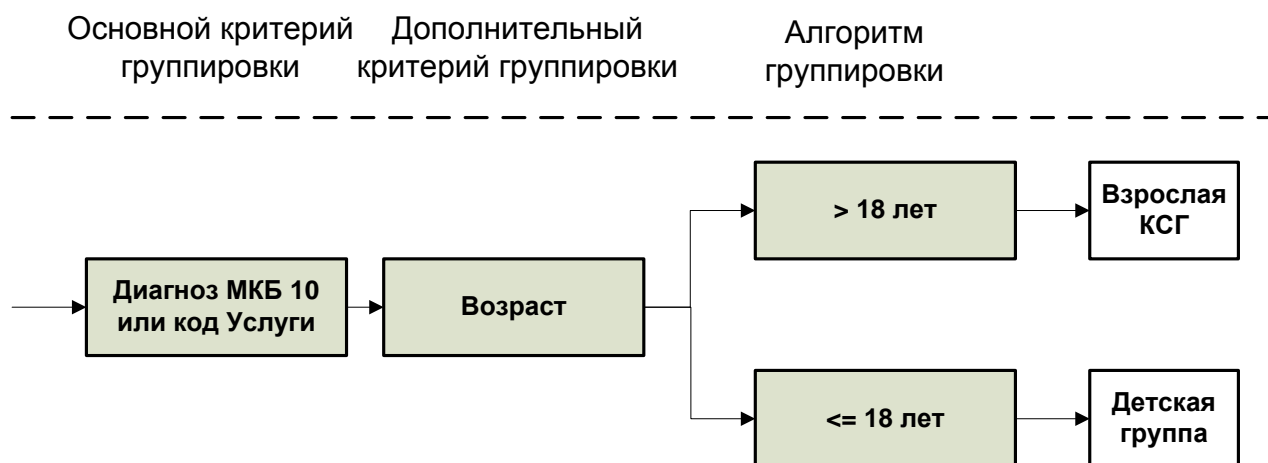 Основной критерий
группировки
Дополнительный
критерий группировки
Алгоритм
группировки
Диагноз МКБ 10
или код Услуги
Возраст
> 18 лет
Взрослая
КСГ
<= 18 лет
Детская
группа